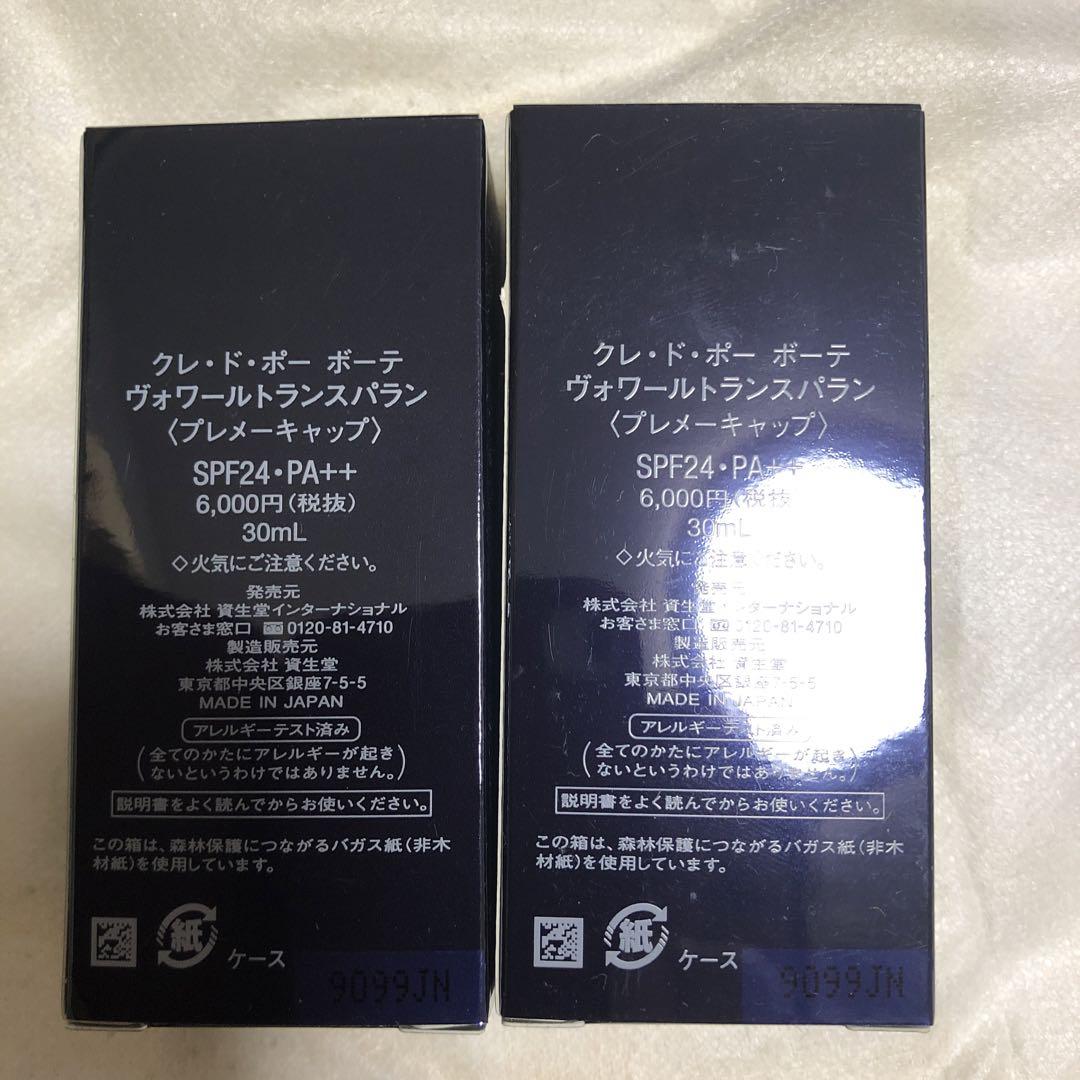 クレ・ド・ポー ボーテ
ヴォワールトランスパラン
〈プレメーキャップ〉
SPF24・PA++
6,000円(税抜)
30mL
◇火気にご注意ください。
発売元
株式会社 資生堂インターナショナル
お客さま窓口 0120-81-4710
製造販売元
株式会社 資生堂
東京都中央区銀座7-5-5
MADE IN JAPAN
アレルギーテスト済み
(全てのかたにアレルギーが起き
ないというわけではありません。)
説明書をよく読んでからお使いください。
この箱は、森林保護につながるバガス紙(非木
材紙)を使用しています。
紙
ケース
9099JN
クレ・ド・ポー ボーテ
ヴォワールトランスパラン
〈プレメーキャップ〉
SPF24・PA++
6,000円(税抜)
30mL
◇火気にご注意ください。
発売元
株式会社 資生堂インターナショナル
お客さま窓口 0120-81-4710
製造販売元
株式会社 資生堂
東京都中央区銀座7-5-5
MADE IN JAPAN
アレルギーテスト済み
(全てのかたにアレルギーが起き
ないというわけではありません。)
説明書をよく読んでからお使いください。
この箱は、森林保護につながるバガス紙(非木
材紙)を使用しています。
紙
ケース
9099JN